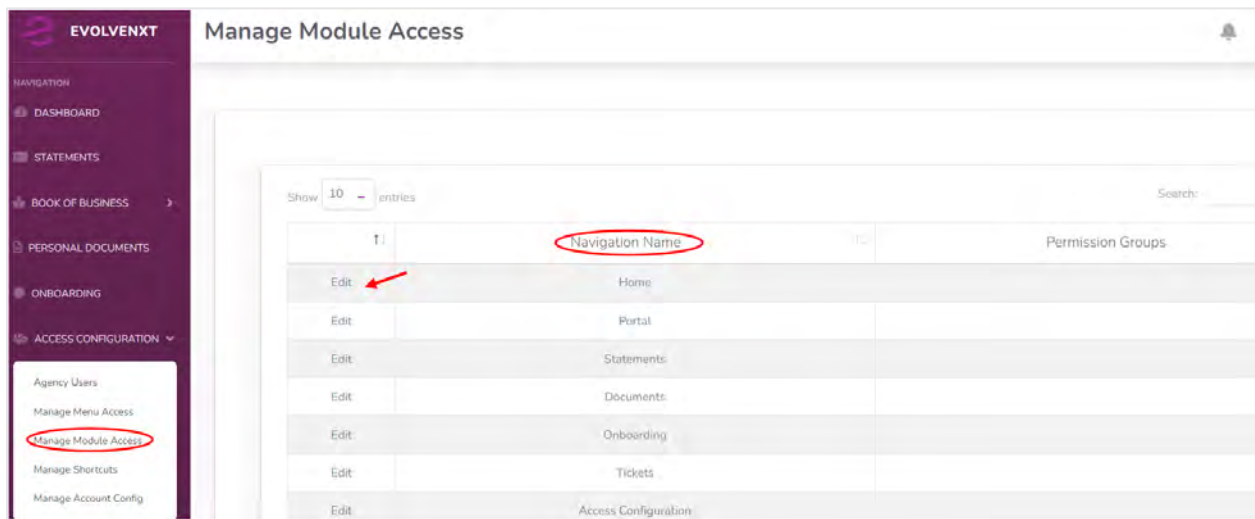 EVOLVENXT
Manage Module Access
NAVIGATION
DASHBOARD
STATEMENTS
BOOK OF BUSINESS
PERSONAL DOCUMENTS
ONBOARDING
ACCESS CONFIGURATION
Agency Users
Manage Menu Access
Manage Module Access
Manage Shortcuts
Manage Account Config
Show 10 entries
Search:
Navigation Name Permission Groups
Edit Home
Edit Portal
Edit Statements
Edit Documents
Edit Onboarding
Edit Tickets
Edit Access Configuration